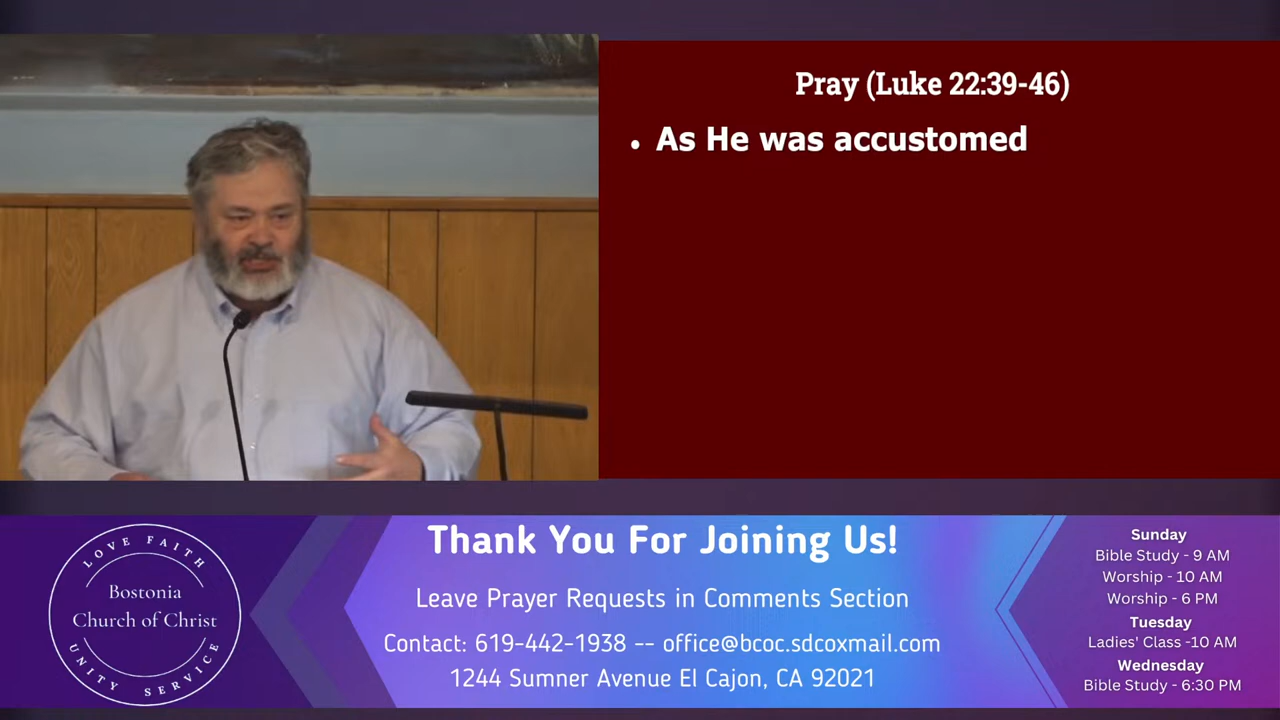 Pray (Luke 22:39-46)
• As He was accustomed
LOVE FAITH
Bostonia
Church of Christ
UNITY SERVICE
Thank You For Joining Us!
Leave Prayer Requests in Comments Section
Contact: 619-442-1938 -- office@bcoc.sdcoxmail.com
1244 Sumner Avenue El Cajon, CA 92021
Sunday
Bible Study - 9 AM
Worship - 10 AM
Worship - 6 PM
Tuesday
Ladies' Class -10 AM
Wednesday
Bible Study - 6:30 PM